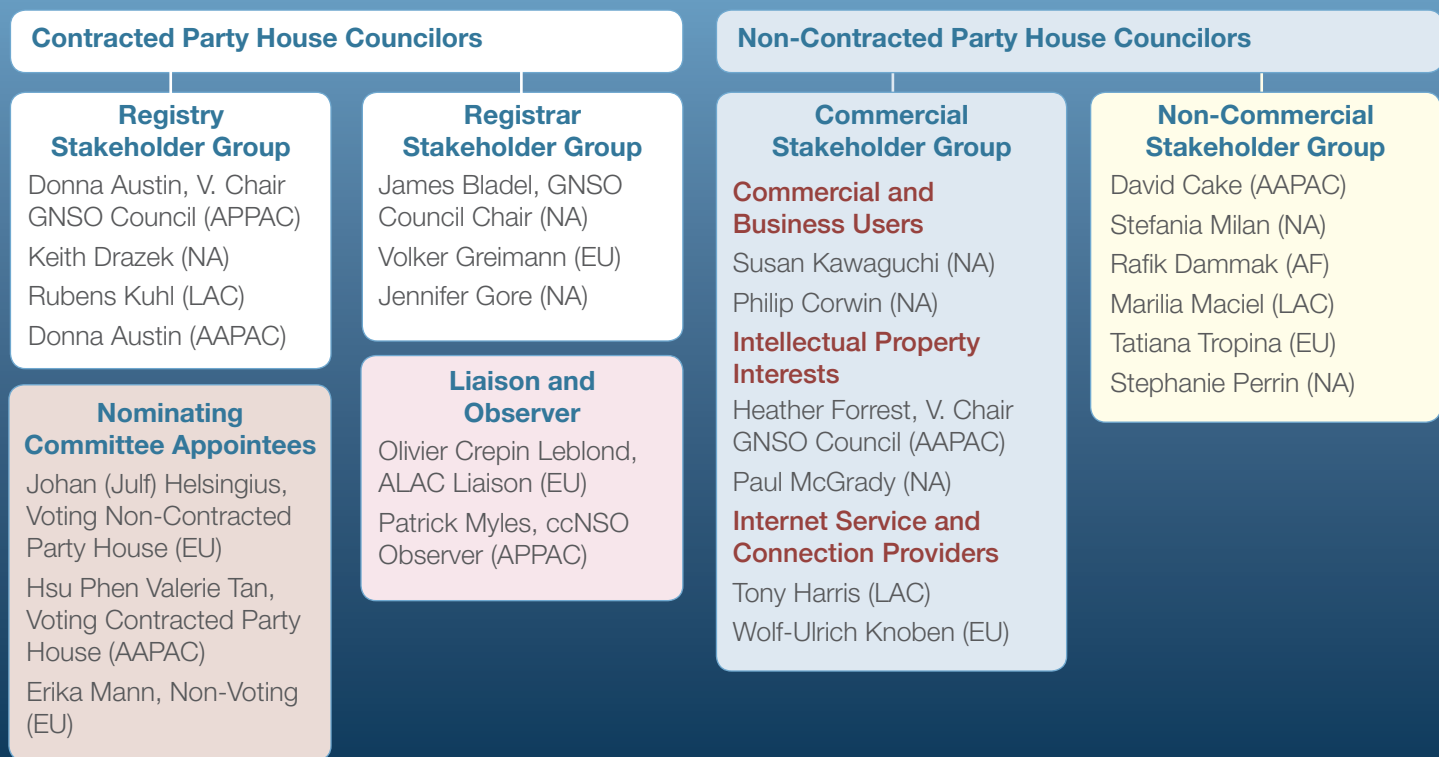 Contracted Party House Councilors
Registry
Stakeholder Group
Donna Austin, V. Chair
GNSO Council (APPAC)
Keith Drazek (NA)
Rubens Kuhl (LAC)
Donna Austin (AAPAC)
Nominating
Committee Appointees
Johan (Julf) Helsingius,
Voting Non-Contracted
Party House (EU)
Hsu Phen Valerie Tan,
Voting Contracted Party
House (AAPAC)
Erika Mann, Non-Voting
(EU)
Registrar
Stakeholder Group
James Bladel, GNSO
Council Chair (NA)
Volker Greimann (EU)
Jennifer Gore (NA)
Liaison and
Observer
Olivier Crepin Leblond,
ALAC Liaison (EU)
Patrick Myles, ccNSO
Observer (APPAC)
Non-Contracted Party House Councilors
Commercial
Stakeholder Group
Commercial and
Business Users
Susan Kawaguchi (NA)
Philip Corwin (NA)
Intellectual Property
Interests
Heather Forrest, V. Chair
GNSO Council (AAPAC)
Paul McGrady (NA)
Internet Service and
Connection Providers
Tony Harris (LAC)
Wolf-Ulrich Knoben (EU)
Non-Commercial
Stakeholder Group
David Cake (AAPAC)
Stefania Milan (NA)
Rafik Dammak (AF)
Marilia Maciel (LAC)
Tatiana Tropina (EU)
Stephanie Perrin (NA)